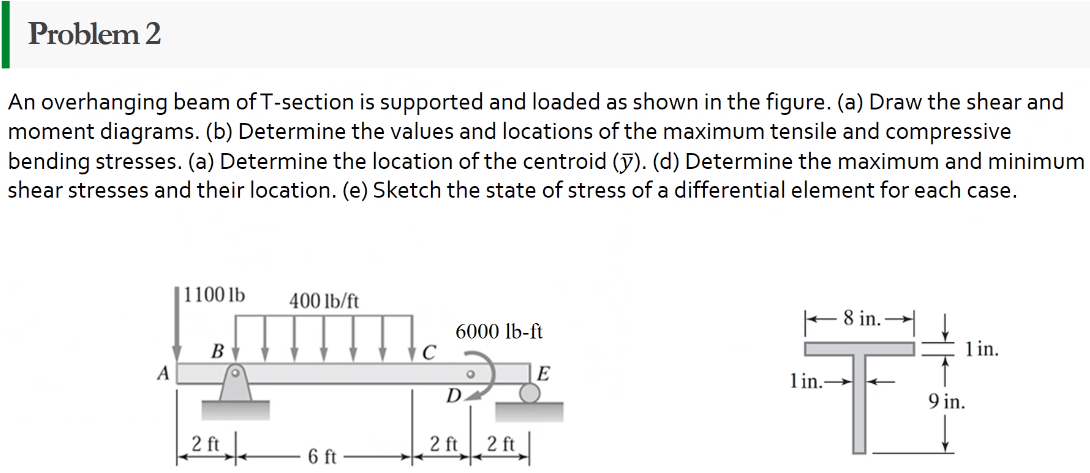 Problem 2
An overhanging beam of T-section is supported and loaded as shown in the figure. (a) Draw the shear and
moment diagrams. (b) Determine the values and locations of the maximum tensile and compressive
bending stresses. (a) Determine the location of the centroid (ȳ). (d) Determine the maximum and minimum
shear stresses and their location. (e) Sketch the state of stress of a differential element for each case.
1100 lb
400 lb/ft
6000 lb-ft
B
C
A
E
D
2 ft
6 ft
2 ft
2 ft
8 in.
1 in.
1 in.
9 in.